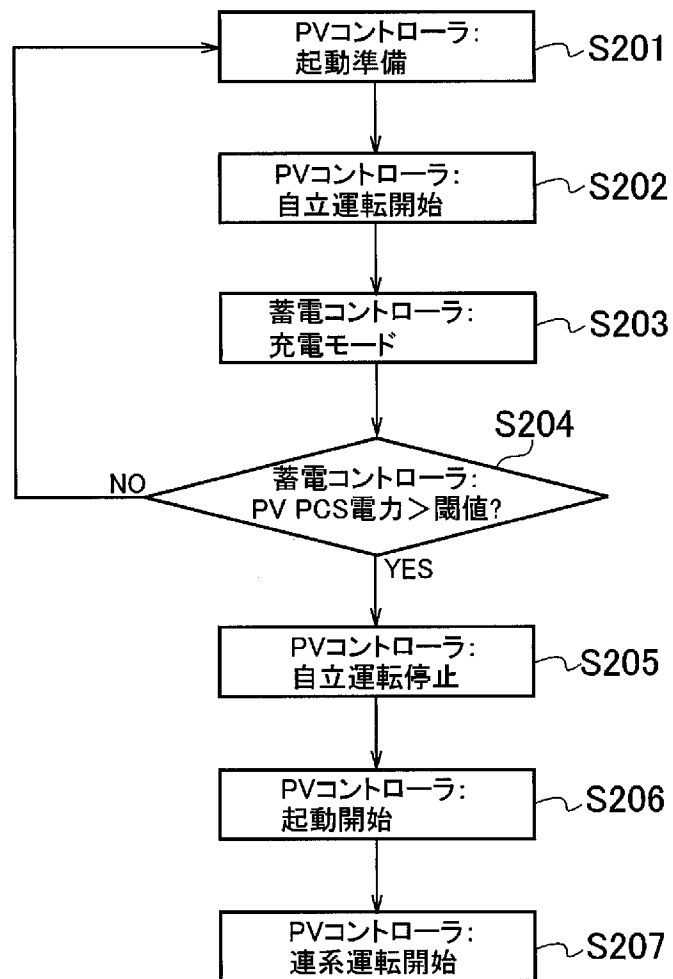 PVコントローラ:
起動準備
S201
PVコントローラ:
自立運転開始
S202
蓄電コントローラ:
充電モード
S203
S204
蓄電コントローラ:
PV PCS電力＞閾値?
NO
YES
PVコントローラ:
自立運転停止
S205
PVコントローラ:
起動開始
S206
PVコントローラ:
連系運転開始
S207